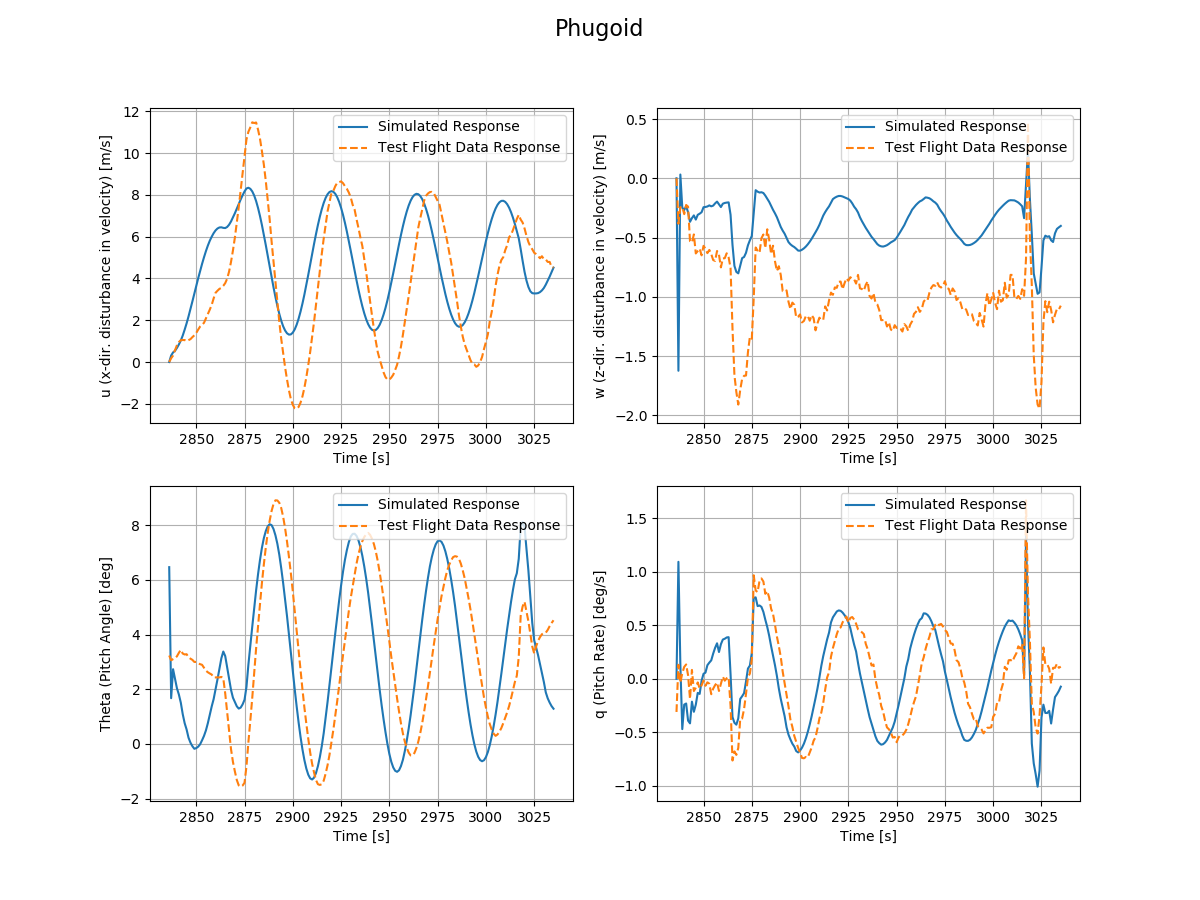 Phugoid
u (x-dir. disturbance in velocity) [m/s]
12
10
8
6
4
2
0
−2
Simulated Response
Test Flight Data Response
2850 2875 2900 2925 2950 2975 3000 3025
Time [s]
w (z-dir. disturbance in velocity) [m/s]
0.5
0.0
−0.5
−1.0
−1.5
−2.0
Simulated Response
Test Flight Data Response
2850 2875 2900 2925 2950 2975 3000 3025
Time [s]
Theta (Pitch Angle) [deg]
8
6
4
2
0
−2
Simulated Response
Test Flight Data Response
2850 2875 2900 2925 2950 2975 3000 3025
Time [s]
q (Pitch Rate) [deg/s]
1.5
1.0
0.5
0.0
−0.5
−1.0
Simulated Response
Test Flight Data Response
2850 2875 2900 2925 2950 2975 3000 3025
Time [s]